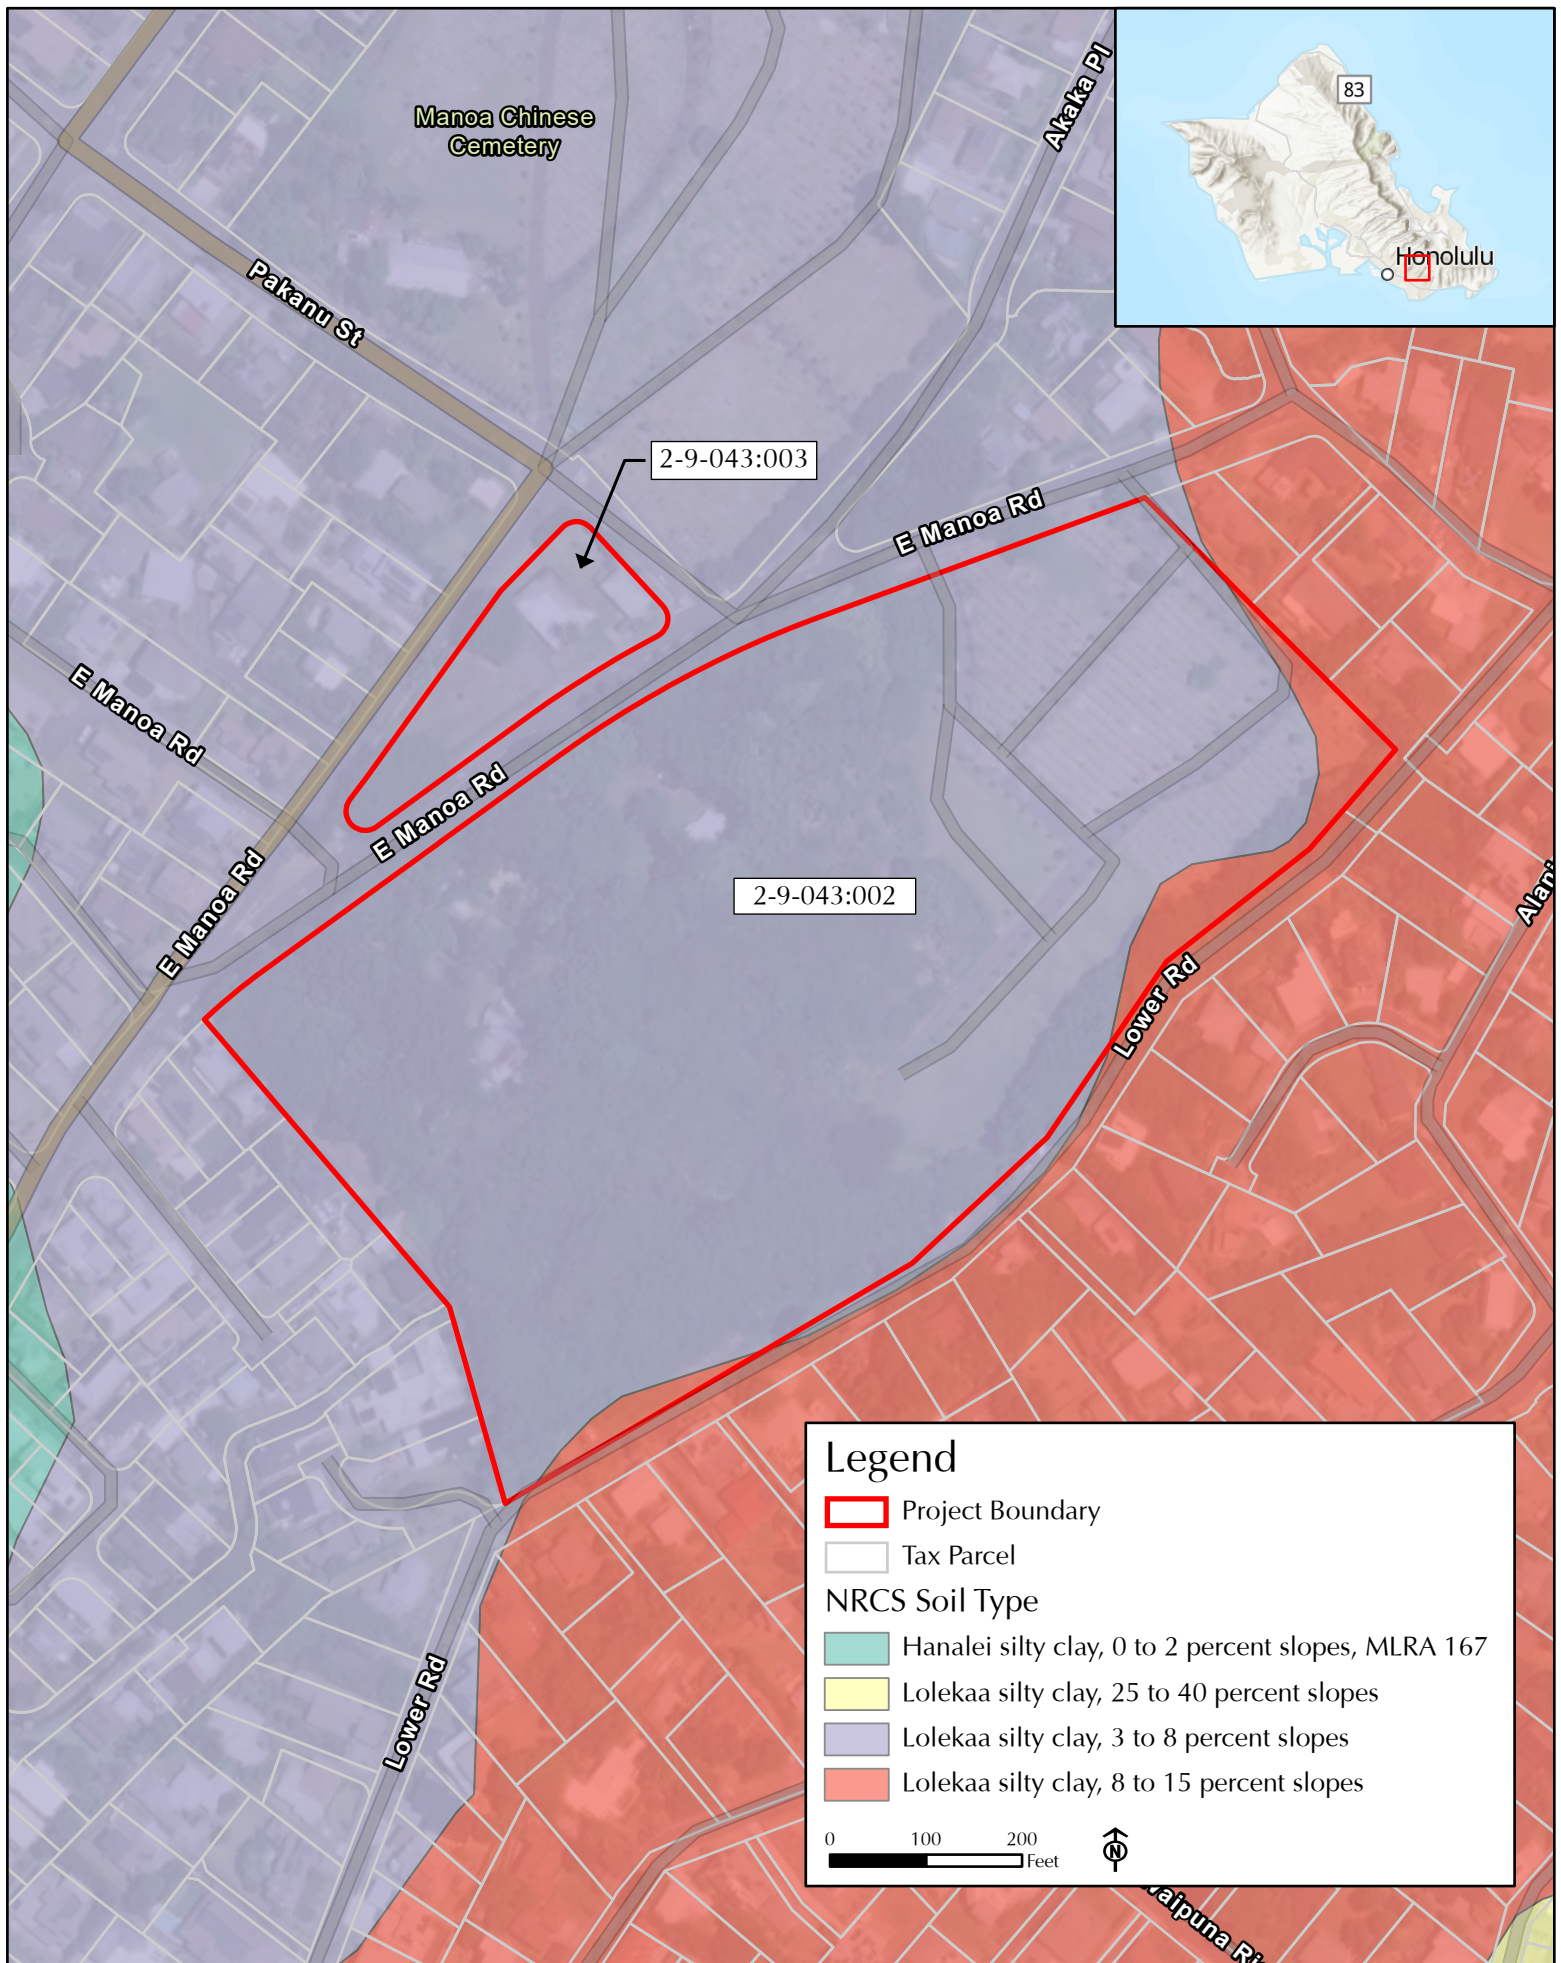 Manoa Chinese
Cemetery
Akaka Pl
83
Honolulu
Pakanu St
2-9-043:003
E Manoa Rd
E Manoa Rd
E Manoa Rd
E Manoa Rd
2-9-043:002
Alani
Lower Rd
Lower Rd
Legend
Project Boundary
Tax Parcel
NRCS Soil Type
Hanalei silty clay, 0 to 2 percent slopes, MLRA 167
Lolekaa silty clay, 25 to 40 percent slopes
Lolekaa silty clay, 3 to 8 percent slopes
Lolekaa silty clay, 8 to 15 percent slopes
0 100 200
Feet
N